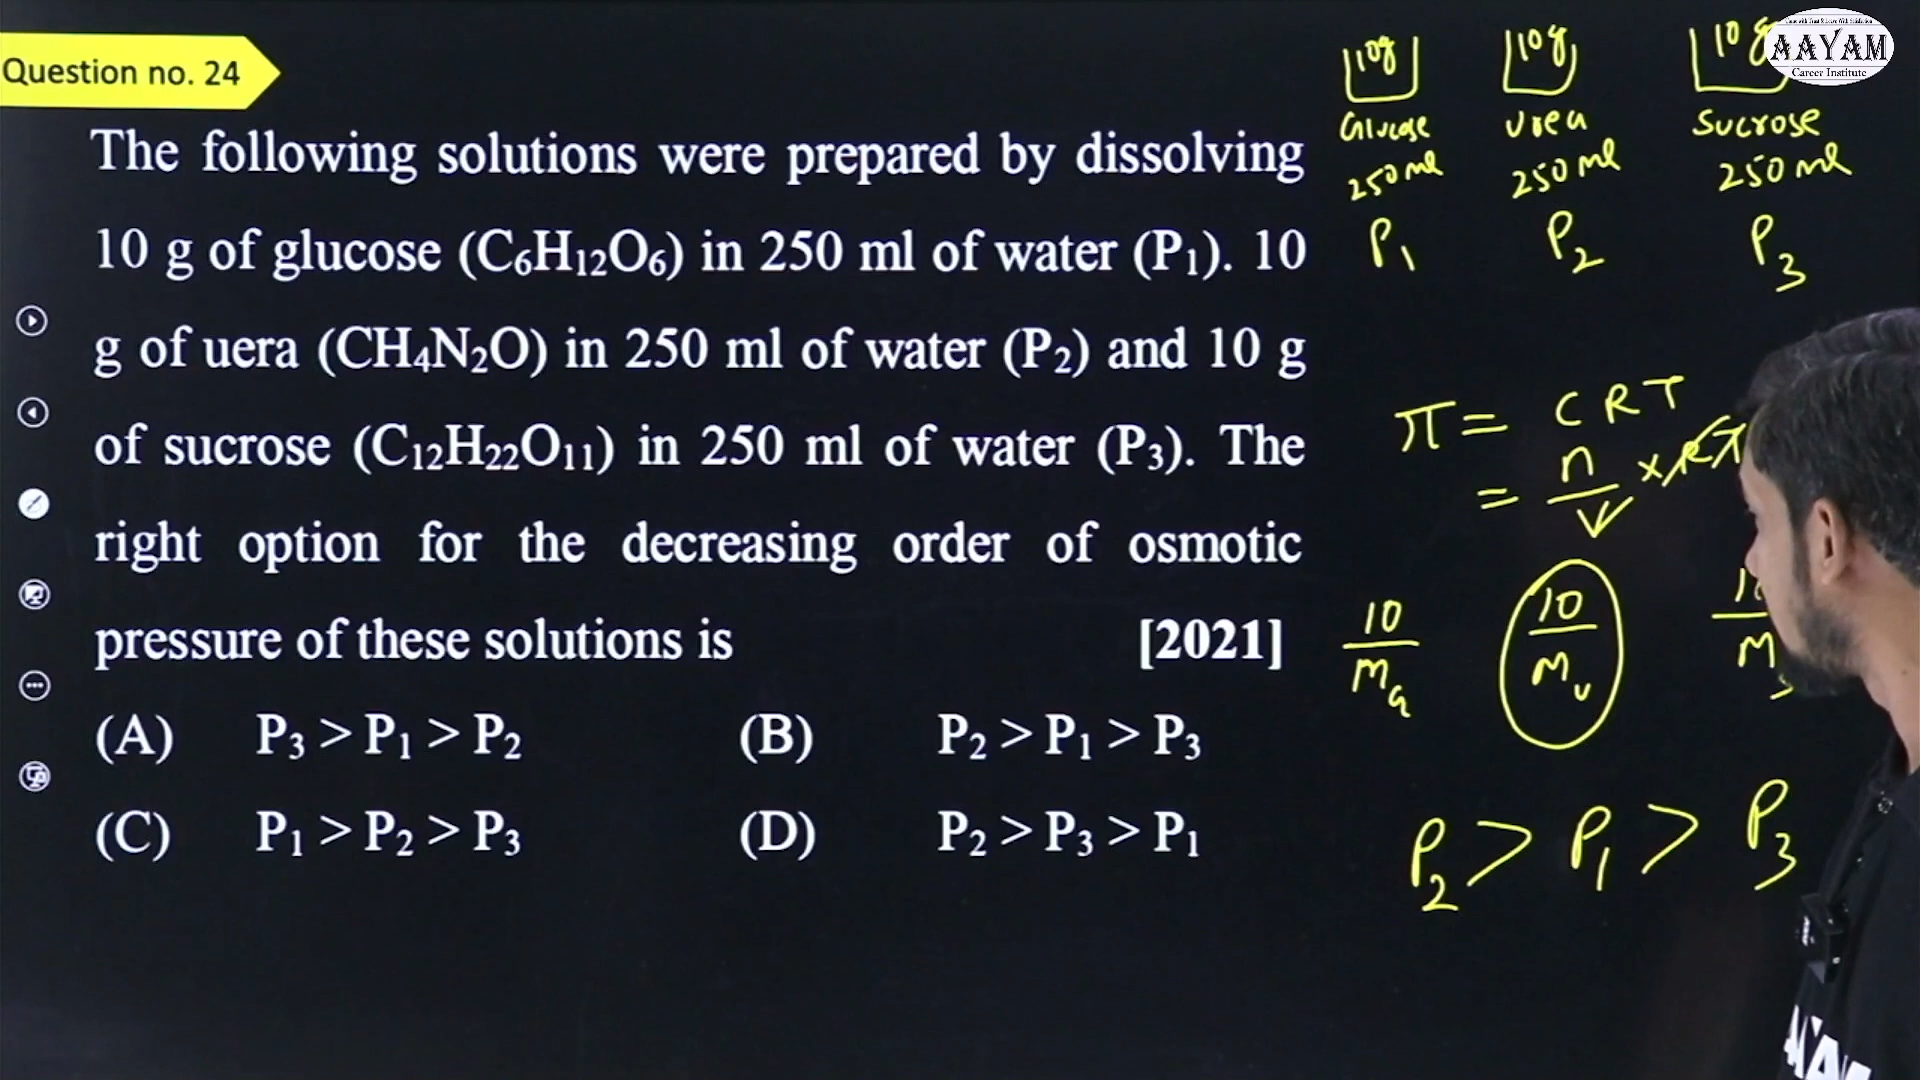 Question no. 24
The following solutions were prepared by dissolving
10 g of glucose (C₆H₁₂O₆) in 250 ml of water (P₁). 10
g of uera (CH₄N₂O) in 250 ml of water (P₂) and 10 g
of sucrose (C₁₂H₂₂O₁₁) in 250 ml of water (P₃). The
right option for the decreasing order of osmotic
pressure of these solutions is [2021]
(A) P₃ > P₁ > P₂ (B) P₂ > P₁ > P₃
(C) P₁ > P₂ > P₃ (D) P₂ > P₃ > P₁
10g 10g 10g
Glucose Urea Sucrose
250 ml 250 ml 250 ml
P₁ P₂ P₃
π = CRT
= n/V × RT
10/M 10/Mᵤ
P₂ > P₁ > P₃
AAYAM
Career Institute